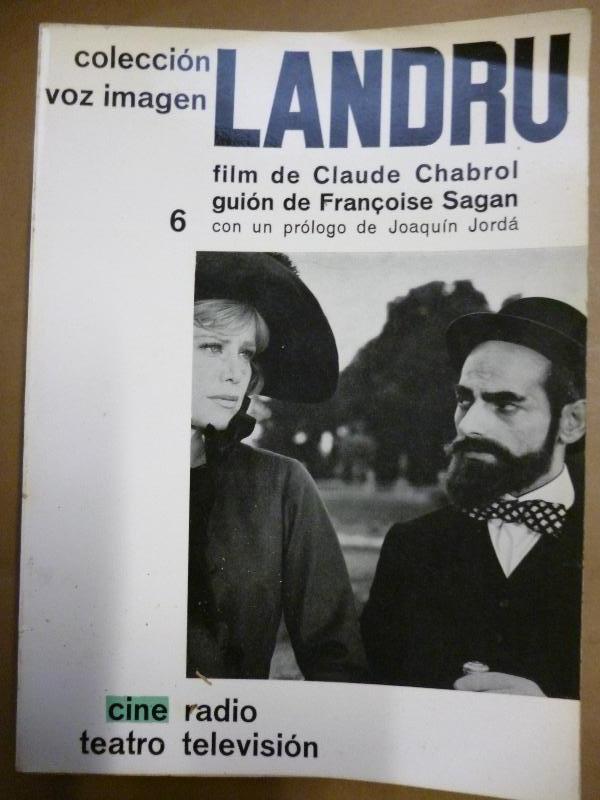 colección
voz imagen
LANDRU
film de Claude Chabrol
guión de Françoise Sagan
6
con un prólogo de Joaquín Jordá
cine radio
teatro televisión